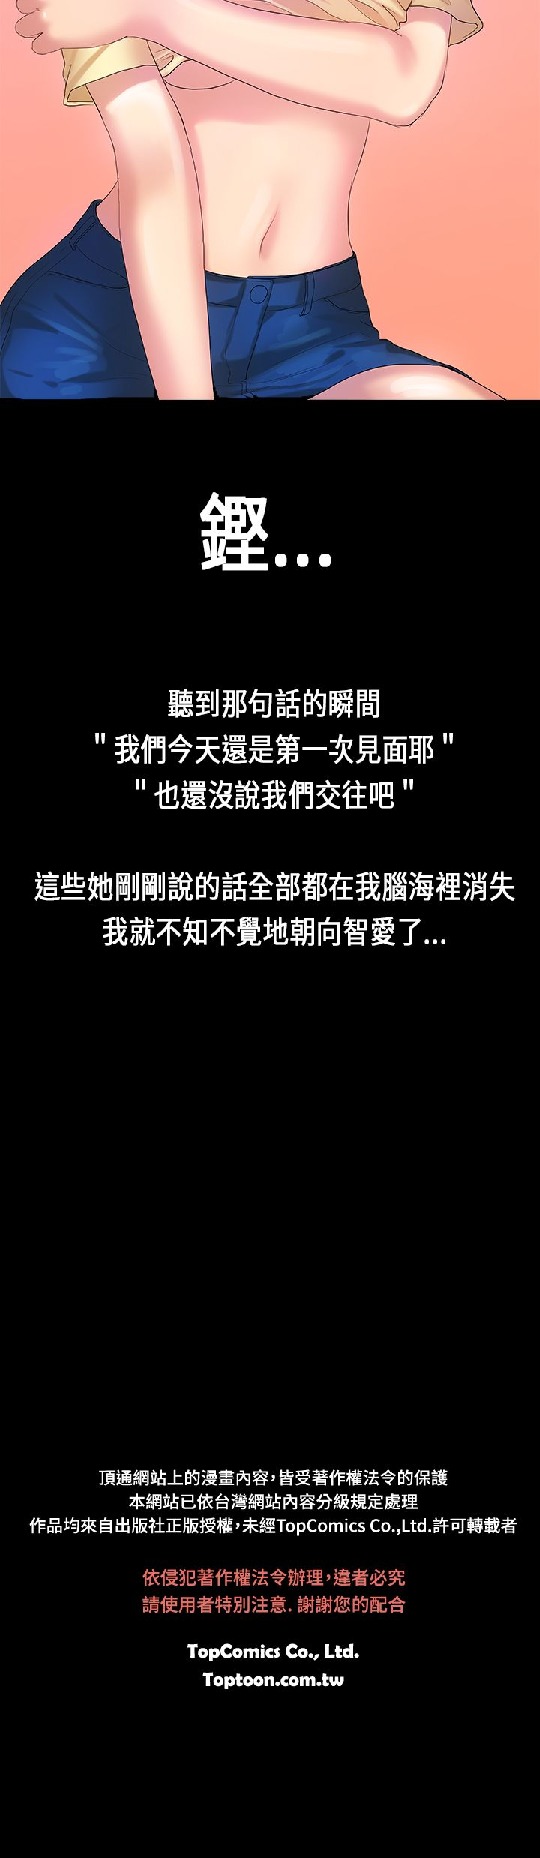 鏗...
聽到那句話的瞬間
"我們今天還是第一次見面耶"
"也還沒說我們交往吧"
這些她剛剛說的話全部都在我腦海裡消失
我就不知不覺地朝向智愛了...
頂通網站上的漫畫內容,皆受著作權法令的保護
本網站已依台灣網站內容分級規定處理
作品均來自出版社正版授權,未經TopComics Co.,Ltd.許可轉載者
依侵犯著作權法令辦理,違者必究
請使用者特別注意. 謝謝您的配合
TopComics Co., Ltd.
Toptoon.com.tw